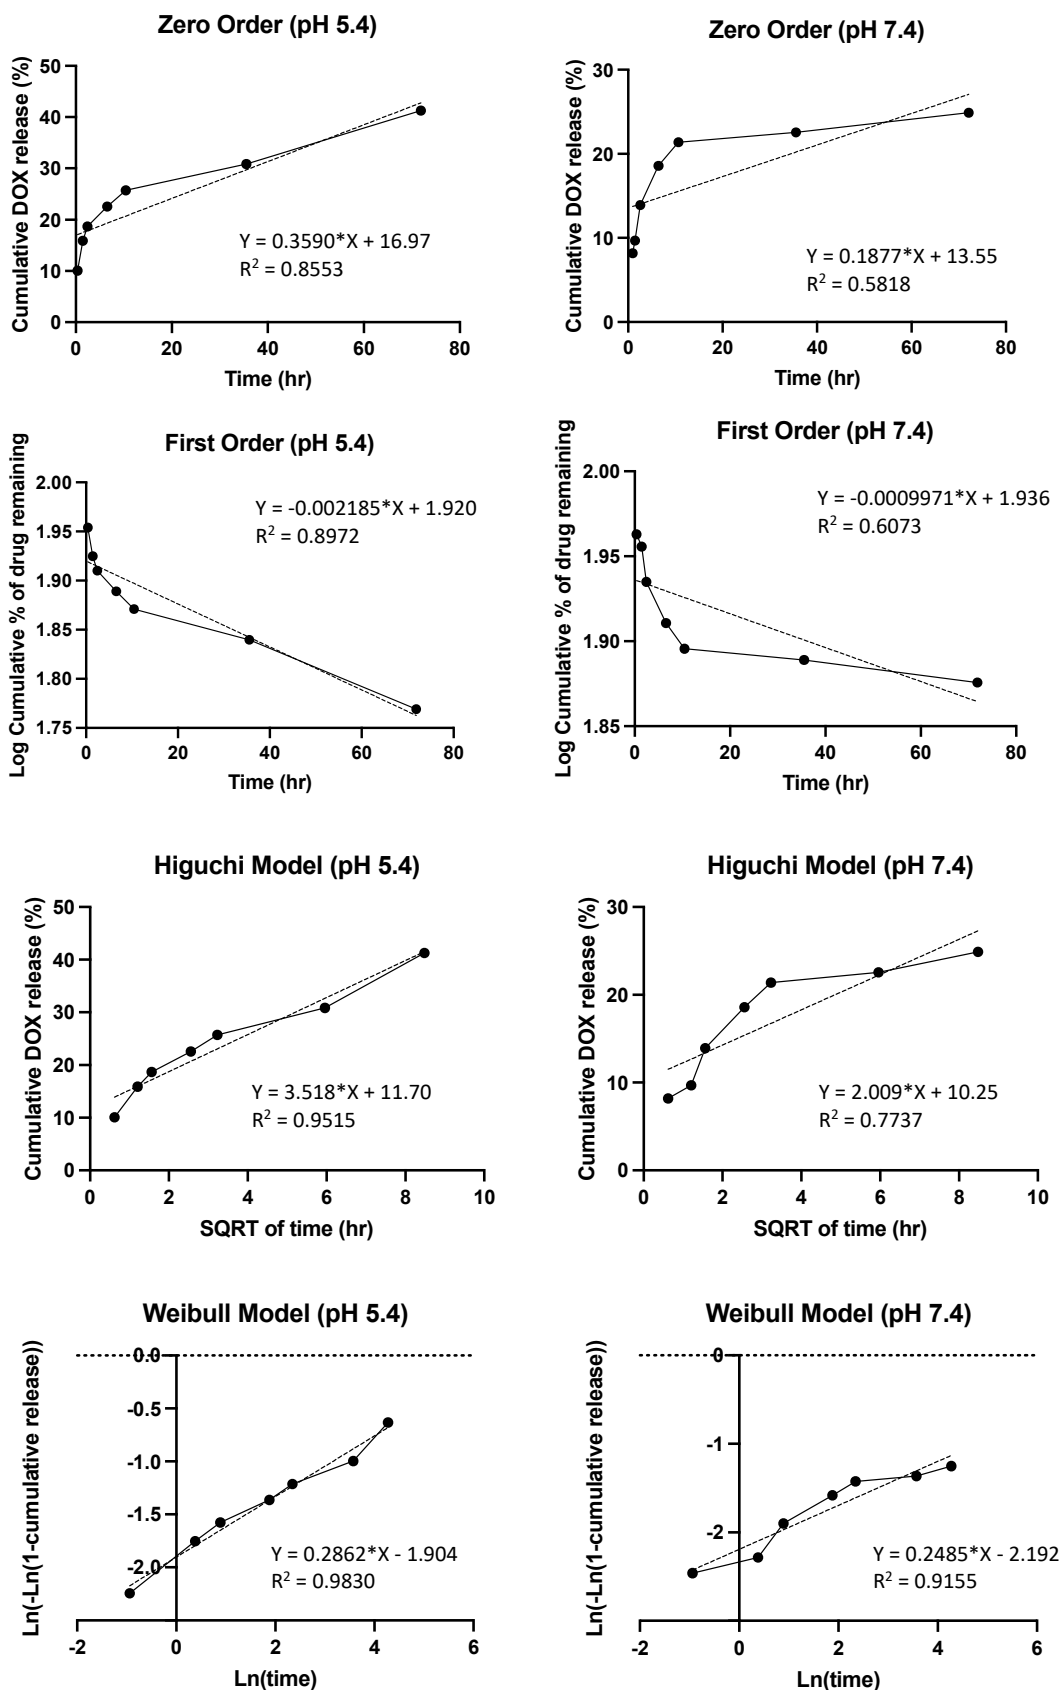 Zero Order (pH 5.4)
Cumulative DOX release (%)
50
40
30
20
10
0
Y = 0.3590*X + 16.97
R² = 0.8553
0 20 40 60 80
Time (hr)
Zero Order (pH 7.4)
Cumulative DOX release (%)
30
20
10
0
Y = 0.1877*X + 13.55
R² = 0.5818
0 20 40 60 80
Time (hr)
First Order (pH 5.4)
Log Cumulative % of drug remaining
2.00
1.95
1.90
1.85
1.80
1.75
Y = -0.002185*X + 1.920
R² = 0.8972
0 20 40 60 80
Time (hr)
First Order (pH 7.4)
Log Cumulative % of drug remaining
2.00
1.95
1.90
1.85
Y = -0.0009971*X + 1.936
R² = 0.6073
0 20 40 60 80
Time (hr)
Higuchi Model (pH 5.4)
Cumulative DOX release (%)
50
40
30
20
10
0
Y = 3.518*X + 11.70
R² = 0.9515
0 2 4 6 8 10
SQRT of time (hr)
Higuchi Model (pH 7.4)
Cumulative DOX release (%)
30
20
10
0
Y = 2.009*X + 10.25
R² = 0.7737
0 2 4 6 8 10
SQRT of time (hr)
Weibull Model (pH 5.4)
Ln(-Ln(1-cumulative release))
0.0
-0.5
-1.0
-1.5
-2.0
Y = 0.2862*X - 1.904
R² = 0.9830
-2 0 2 4 6
Ln(time)
Weibull Model (pH 7.4)
Ln(-Ln(1-cumulative release))
0
-1
-2
Y = 0.2485*X - 2.192
R² = 0.9155
-2 0 2 4 6
Ln(time)